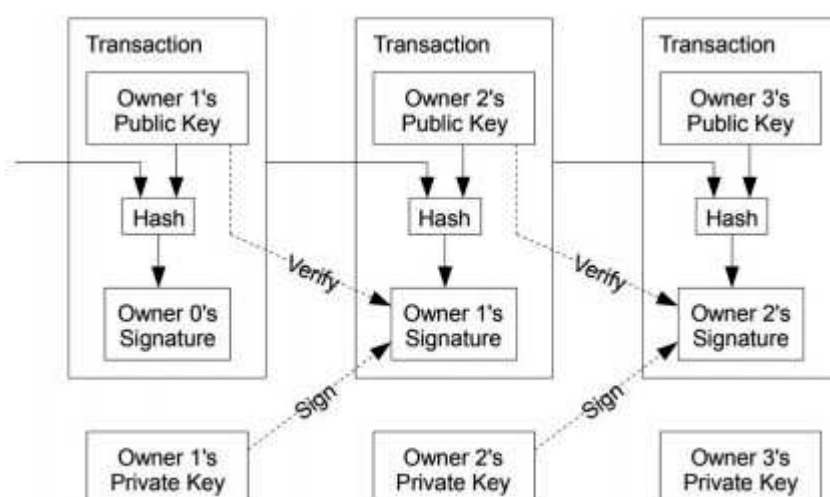 Transaction
Owner 1's
Public Key
Hash
Owner 0's
Signature
Transaction
Owner 2's
Public Key
Hash
Verify
Owner 1's
Signature
Sign
Transaction
Owner 3's
Public Key
Hash
Verify
Owner 2's
Signature
Sign
Owner 1's
Private Key
Owner 2's
Private Key
Owner 3's
Private Key